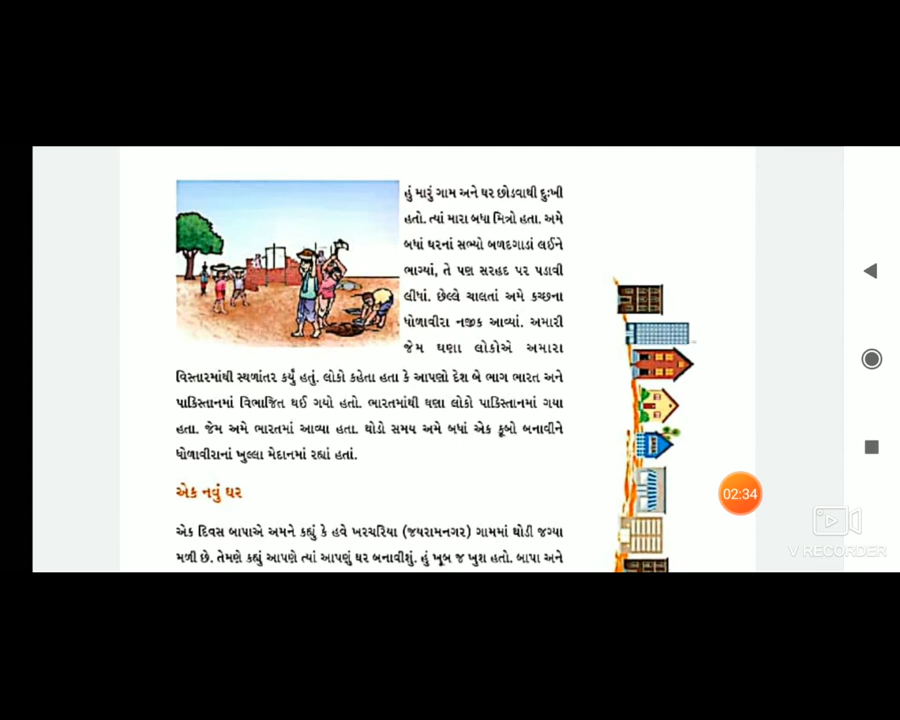 હું મારું ગામ અને ઘર છોડવાથી દુઃખી
હતો. ત્યાં મારા બધા મિત્રો હતા. અમે
બધાં ઘરનાં સભ્યો બળદગાડાં લઈને
ભાગ્યાં, તે પણ સરહદ પર પડાવી
લીધાં. છેલ્લે ચાલતાં અમે કચ્છના
ધોળાવીરા નજીક આવ્યાં. અમારી
જેમ ઘણા લોકોએ અમારા
વિસ્તારમાંથી સ્થળાંતર કર્યું હતું. લોકો કહેતા હતા કે આપણો દેશ બે ભાગ ભારત અને
પાકિસ્તાનમાં વિભાજિત થઈ ગયો હતો. ભારતમાંથી ઘણા લોકો પાકિસ્તાનમાં ગયા
હતા. જેમ અમે ભારતમાં આવ્યા હતા. થોડો સમય અમે બધાં એક કૂબો બનાવીને
ધોળાવીરાનાં ખુલ્લા મેદાનમાં રહ્યાં હતાં.
એક નવું ઘર
એક દિવસ બાપાએ અમને કહ્યું કે હવે ખરચરિયા (જયરામનગર) ગામમાં થોડી જગ્યા
મળી છે. તેમણે કહ્યું આપણે ત્યાં આપણું ઘર બનાવીશું. હું ખૂબ જ ખુશ હતો. બાપા અને
02:34
V RECORDER